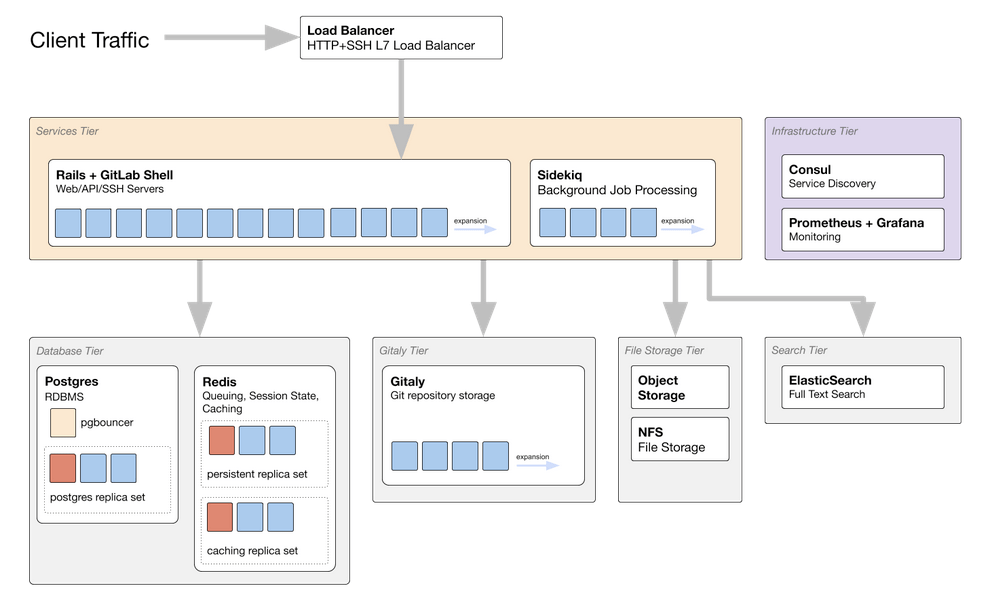 Client Traffic
Load Balancer
HTTP+SSH L7 Load Balancer
Services Tier
Rails + GitLab Shell
Web/API/SSH Servers
expansion
Sidekiq
Background Job Processing
expansion
Infrastructure Tier
Consul
Service Discovery
Prometheus + Grafana
Monitoring
Database Tier
Postgres
RDBMS
pgbouncer
postgres replica set
Redis
Queuing, Session State,
Caching
persistent replica set
caching replica set
Gitaly Tier
Gitaly
Git repository storage
expansion
File Storage Tier
Object
Storage
NFS
File Storage
Search Tier
ElasticSearch
Full Text Search